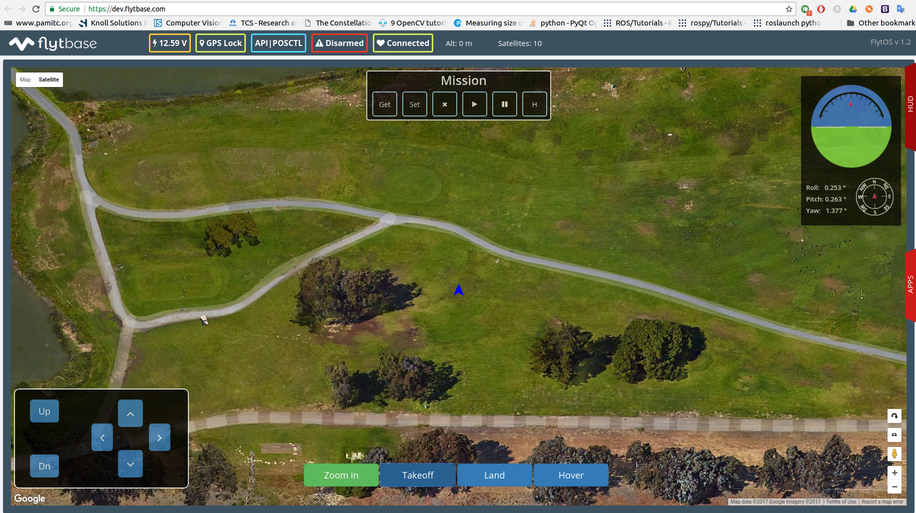 Secure https://dev.flytbase.com
www.pamitc.org Knoll Solutions Computer Vision TCS - Research a The Constellation 9 OpenCV tutori Measuring size o python - PyQt O ROS/Tutorials - rospy/Tutorials - roslaunch pytho Other bookmark
flytbase 12.59 V GPS Lock API|POSCTL Disarmed Connected Alt: 0 m Satellites: 10 FlytOS v 1.2
Map Satellite
Mission
Get Set H
HUD
N
E
S
W
Roll: 0.253 °
Pitch: 0.263 °
Yaw: 1.377 °
APPS
Up
Dn
Zoom in Takeoff Land Hover
Google
Map data ©2017 Google Imagery ©2017 Terms of Use Report a map error